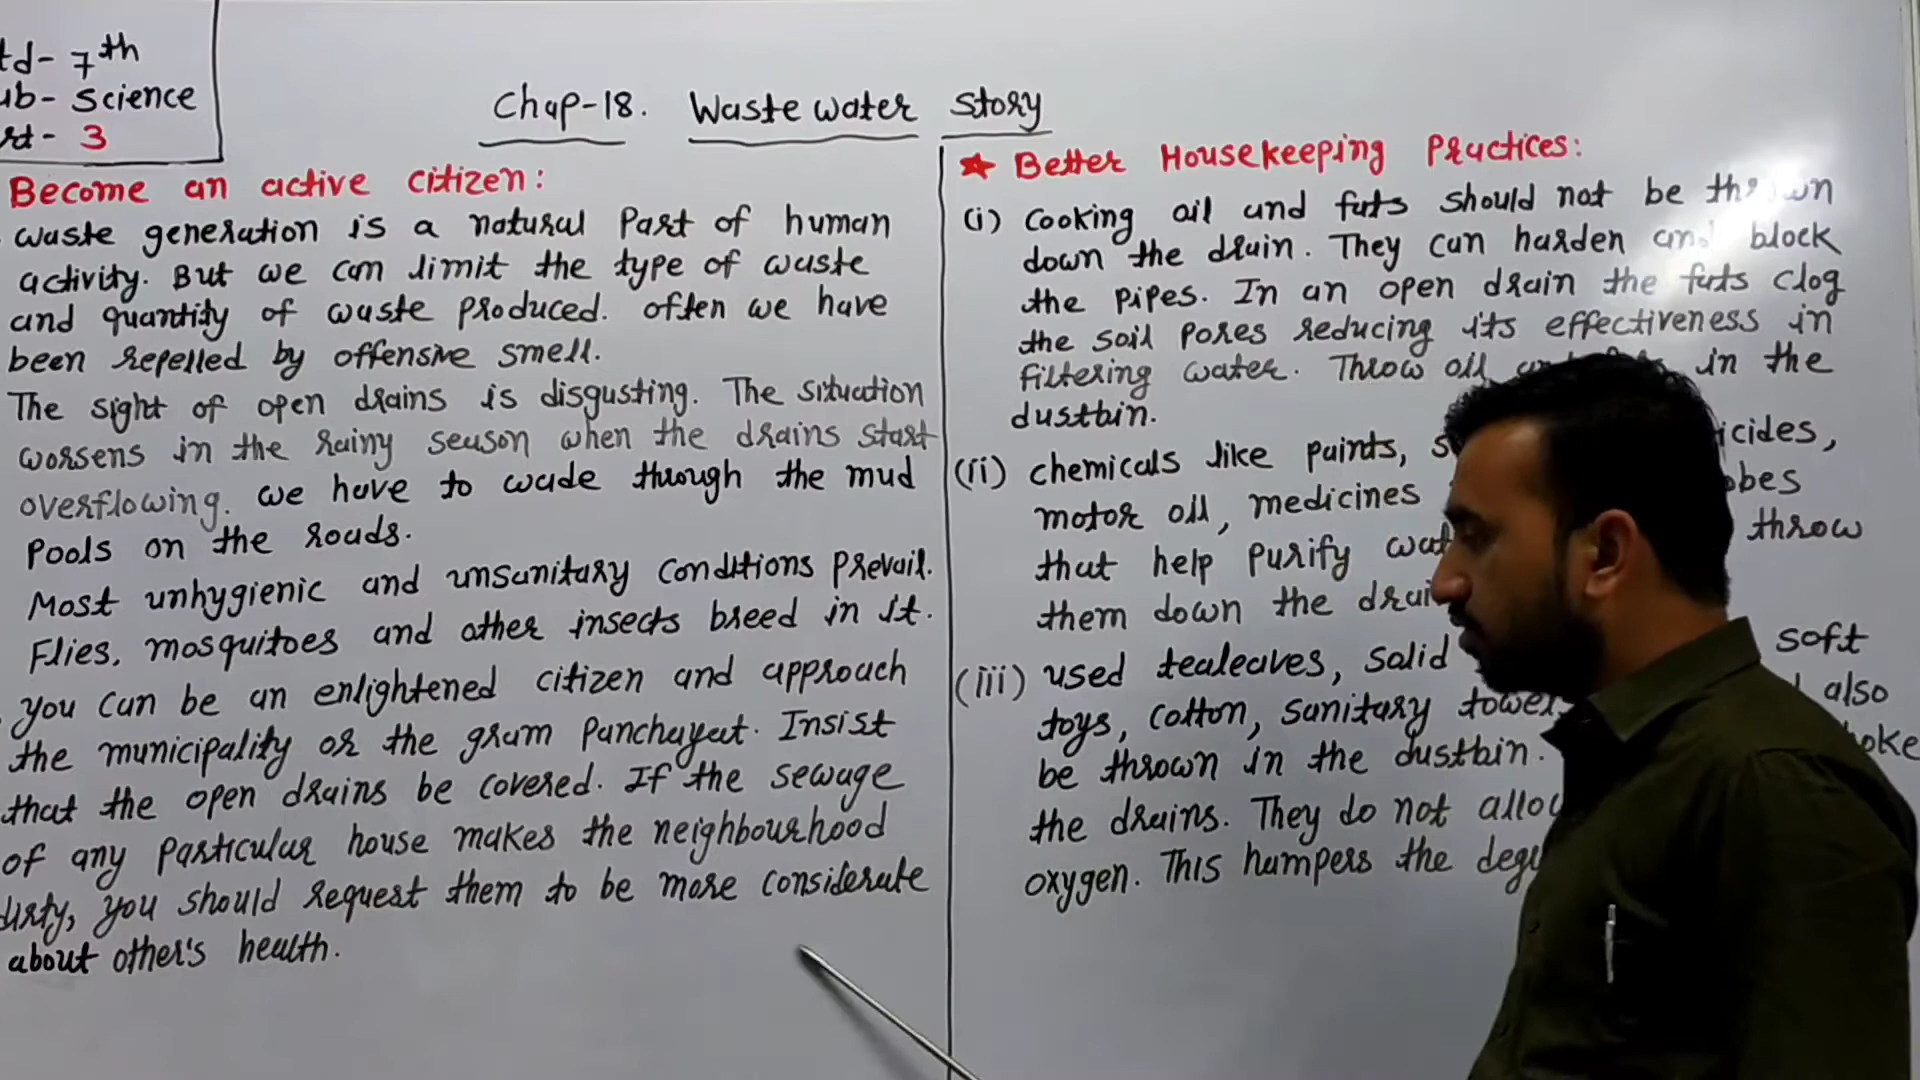 td- 7th
ub- Science
rt- 3
Chap-18. Waste water story
Become an active citizen:
waste generation is a natural part of human
activity. But we can limit the type of waste
and quantity of waste produced. often we have
been repelled by offensive smell.
The sight of open drains is disgusting. The situation
worsens in the rainy season when the drains start
overflowing. we have to wade through the mud
pools on the roads.
Most unhygienic and unsanitary conditions prevail.
Flies, mosquitoes and other insects breed in it.
you can be an enlightened citizen and approach
the municipality or the gram panchayat. Insist
that the open drains be covered. If the sewage
of any particular house makes the neighbourhood
dirty, you should request them to be more considerate
about other's health.
★ Better Housekeeping Practices:
(i) cooking oil and fats should not be thrown
down the drain. They can harden and block
the pipes. In an open drain the fats clog
the soil pores reducing its effectiveness in
filtering water. Throw oil in the
dustbin.
(ii) chemicals like paints, icides,
motor oil, medicines obes
that help purify wat throw
them down the drai
(iii) used tealeaves, solid soft
toys, cotton, sanitary towels also
be thrown in the dustbin. oke
the drains. They do not allow
oxygen. This hampers the deg